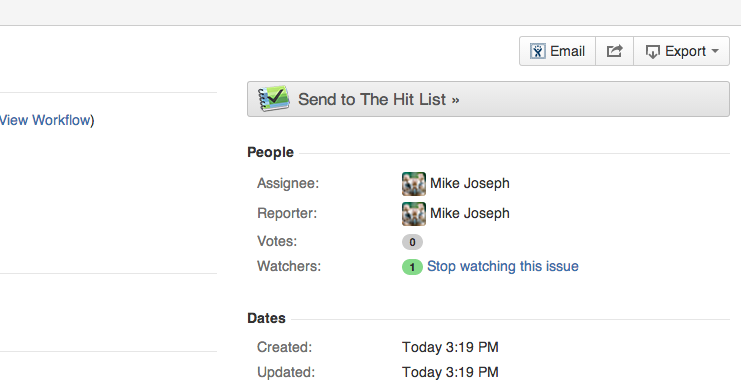 Email
Export
Send to The Hit List »
View Workflow)
People
Assignee: Mike Joseph
Reporter: Mike Joseph
Votes: 0
Watchers: 1 Stop watching this issue
Dates
Created: Today 3:19 PM
Updated: Today 3:19 PM